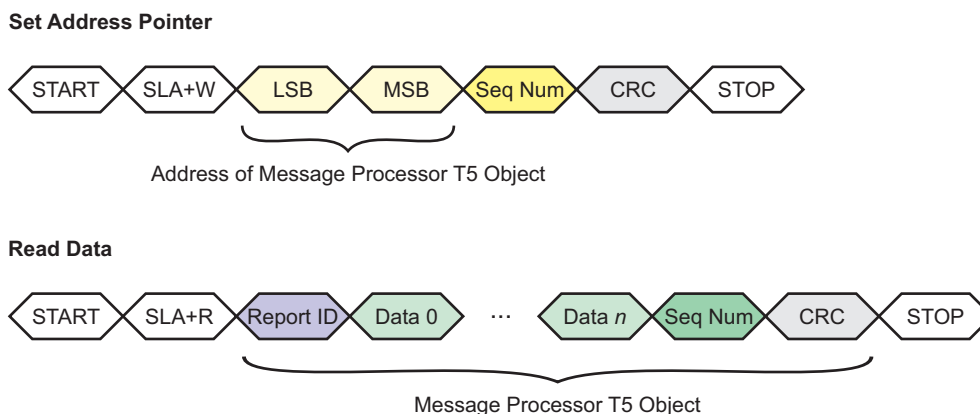 Set Address Pointer
START SLA+W LSB MSB Seq Num CRC STOP
Address of Message Processor T5 Object
Read Data
START SLA+R Report ID Data 0 ... Data n Seq Num CRC STOP
Message Processor T5 Object